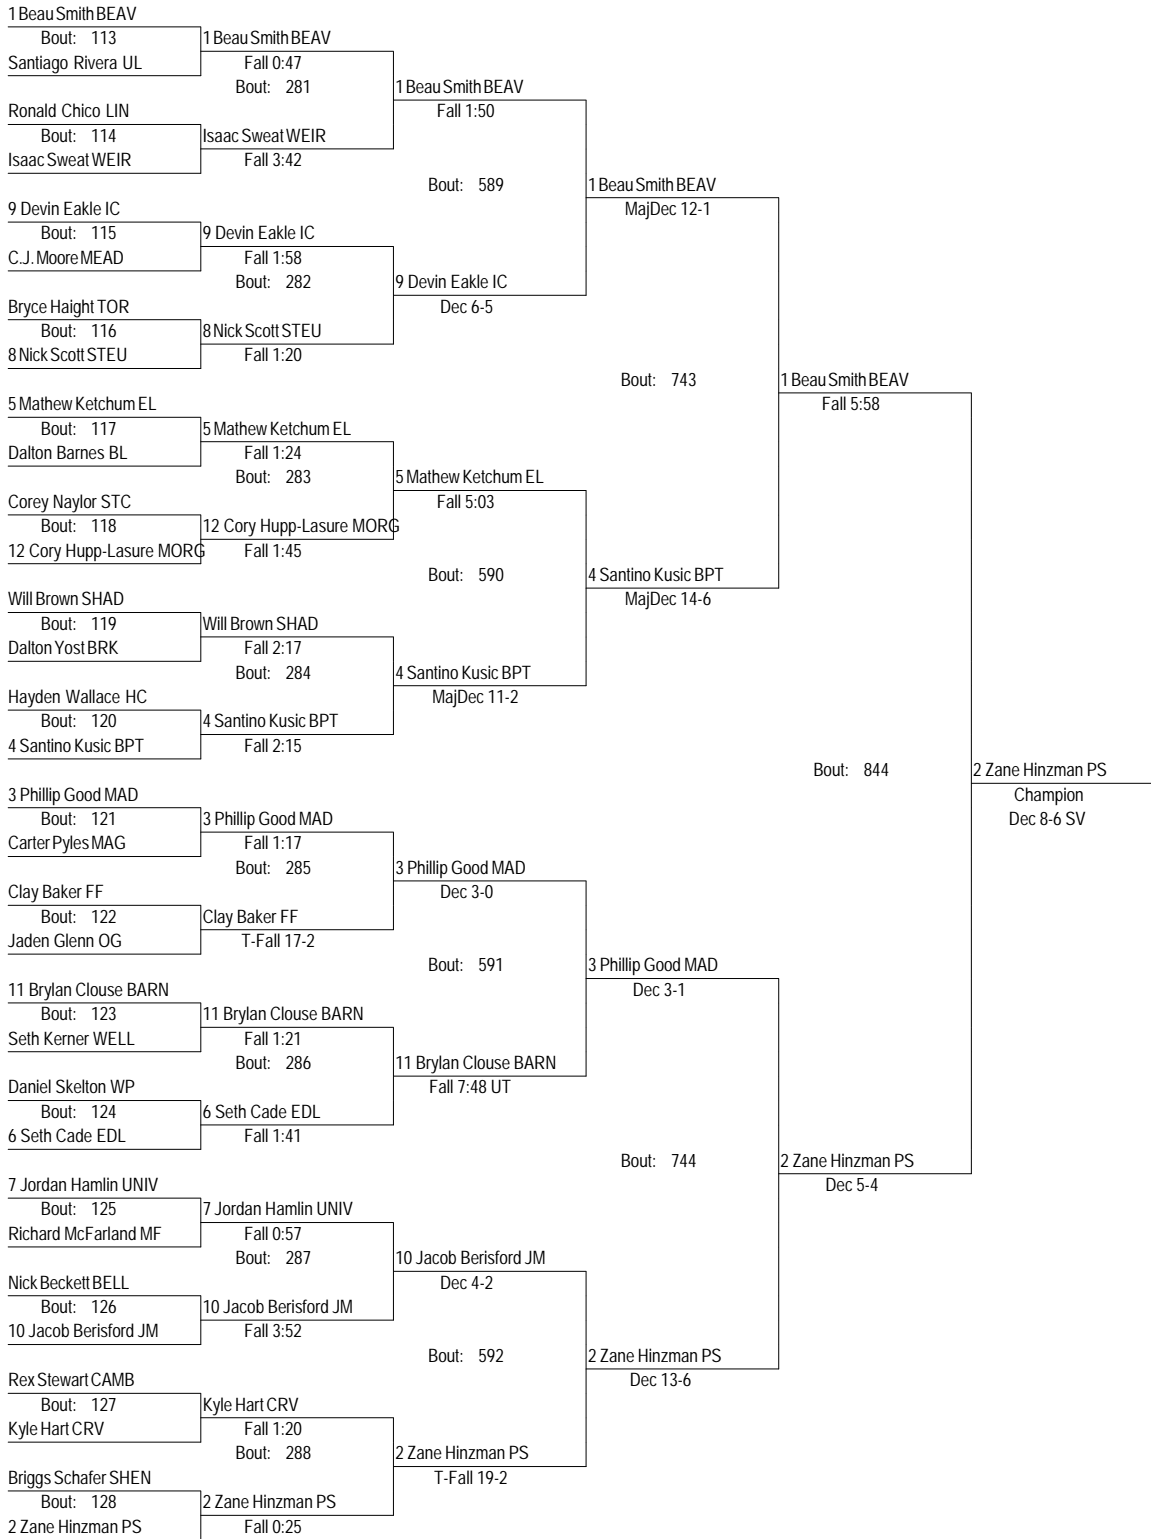 1 Beau Smith BEAV
Bout: 113
1 Beau Smith BEAV
Santiago Rivera UL
Fall 0:47
Bout: 281
1 Beau Smith BEAV
Ronald Chico LIN
Fall 1:50
Bout: 114
Isaac Sweat WEIR
Isaac Sweat WEIR
Fall 3:42
Bout: 589
1 Beau Smith BEAV
9 Devin Eakle IC
MajDec 12-1
Bout: 115
9 Devin Eakle IC
C.J. Moore MEAD
Fall 1:58
Bout: 282
9 Devin Eakle IC
Bryce Haight TOR
Dec 6-5
Bout: 116
8 Nick Scott STEU
8 Nick Scott STEU
Fall 1:20
Bout: 743
1 Beau Smith BEAV
5 Mathew Ketchum EL
Fall 5:58
Bout: 117
5 Mathew Ketchum EL
Dalton Barnes BL
Fall 1:24
Bout: 283
5 Mathew Ketchum EL
Corey Naylor STC
Fall 5:03
Bout: 118
12 Cory Hupp-Lasure MORG
12 Cory Hupp-Lasure MORG
Fall 1:45
Bout: 590
4 Santino Kusic BPT
Will Brown SHAD
MajDec 14-6
Bout: 119
Will Brown SHAD
Dalton Yost BRK
Fall 2:17
Bout: 284
4 Santino Kusic BPT
Hayden Wallace HC
MajDec 11-2
Bout: 120
4 Santino Kusic BPT
4 Santino Kusic BPT
Fall 2:15
Bout: 844
2 Zane Hinzman PS
3 Phillip Good MAD
Champion
Bout: 121
3 Phillip Good MAD
Dec 8-6 SV
Carter Pyles MAG
Fall 1:17
Bout: 285
3 Phillip Good MAD
Clay Baker FF
Dec 3-0
Bout: 122
Clay Baker FF
Jaden Glenn OG
T-Fall 17-2
Bout: 591
3 Phillip Good MAD
11 Brylan Clouse BARN
Dec 3-1
Bout: 123
11 Brylan Clouse BARN
Seth Kerner WELL
Fall 1:21
Bout: 286
11 Brylan Clouse BARN
Daniel Skelton WP
Fall 7:48 UT
Bout: 124
6 Seth Cade EDL
6 Seth Cade EDL
Fall 1:41
Bout: 744
2 Zane Hinzman PS
7 Jordan Hamlin UNIV
Dec 5-4
Bout: 125
7 Jordan Hamlin UNIV
Richard McFarland MF
Fall 0:57
Bout: 287
10 Jacob Berisford JM
Nick Beckett BELL
Dec 4-2
Bout: 126
10 Jacob Berisford JM
10 Jacob Berisford JM
Fall 3:52
Bout: 592
2 Zane Hinzman PS
Rex Stewart CAMB
Dec 13-6
Bout: 127
Kyle Hart CRV
Kyle Hart CRV
Fall 1:20
Bout: 288
2 Zane Hinzman PS
Briggs Schafer SHEN
T-Fall 19-2
Bout: 128
2 Zane Hinzman PS
2 Zane Hinzman PS
Fall 0:25